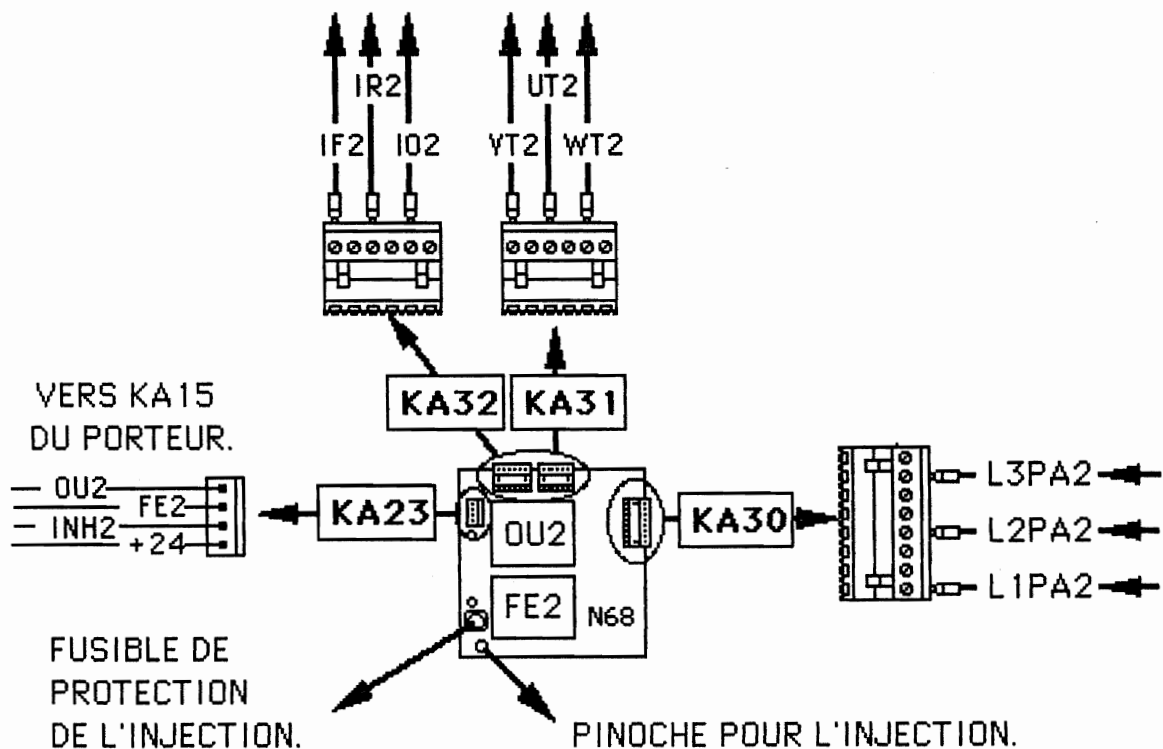 IR2
UT2
IF2
IO2
VT2
WT2
KA32
KA31
VERS KA15
DU PORTEUR.
OU2
FE2
INH2
+24
KA23
OU2
FE2
N68
KA30
L3PA2
L2PA2
L1PA2
FUSIBLE DE
PROTECTION
DE L'INJECTION.
PINOCHE POUR L'INJECTION.